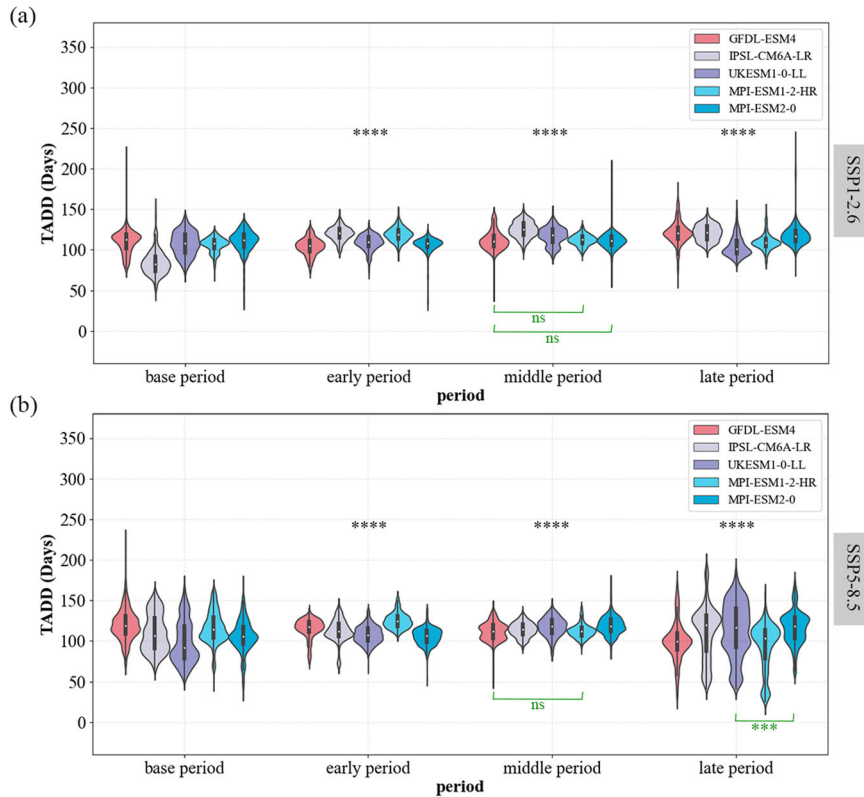 (a)
350
300
250
200
150
100
50
0
TADD (Days)
GFDL-ESM4
IPSL-CM6A-LR
UKESM1-0-LL
MPI-ESM1-2-HR
MPI-ESM2-0
**** **** ****
ns
ns
SSP1-2.6
base period early period middle period late period
period
(b)
350
300
250
200
150
100
50
0
TADD (Days)
GFDL-ESM4
IPSL-CM6A-LR
UKESM1-0-LL
MPI-ESM1-2-HR
MPI-ESM2-0
**** **** ****
ns
***
SSP5-8.5
base period early period middle period late period
period